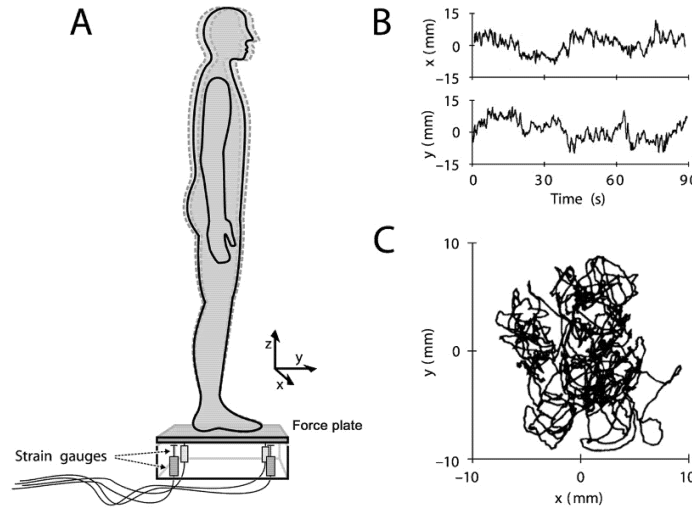 A
z
y
x
Force plate
Strain gauges
B
15
0
−15
x (mm)
15
0
−15
y (mm)
0 30 60 90
Time (s)
C
10
0
−10
y (mm)
−10 0 10
x (mm)